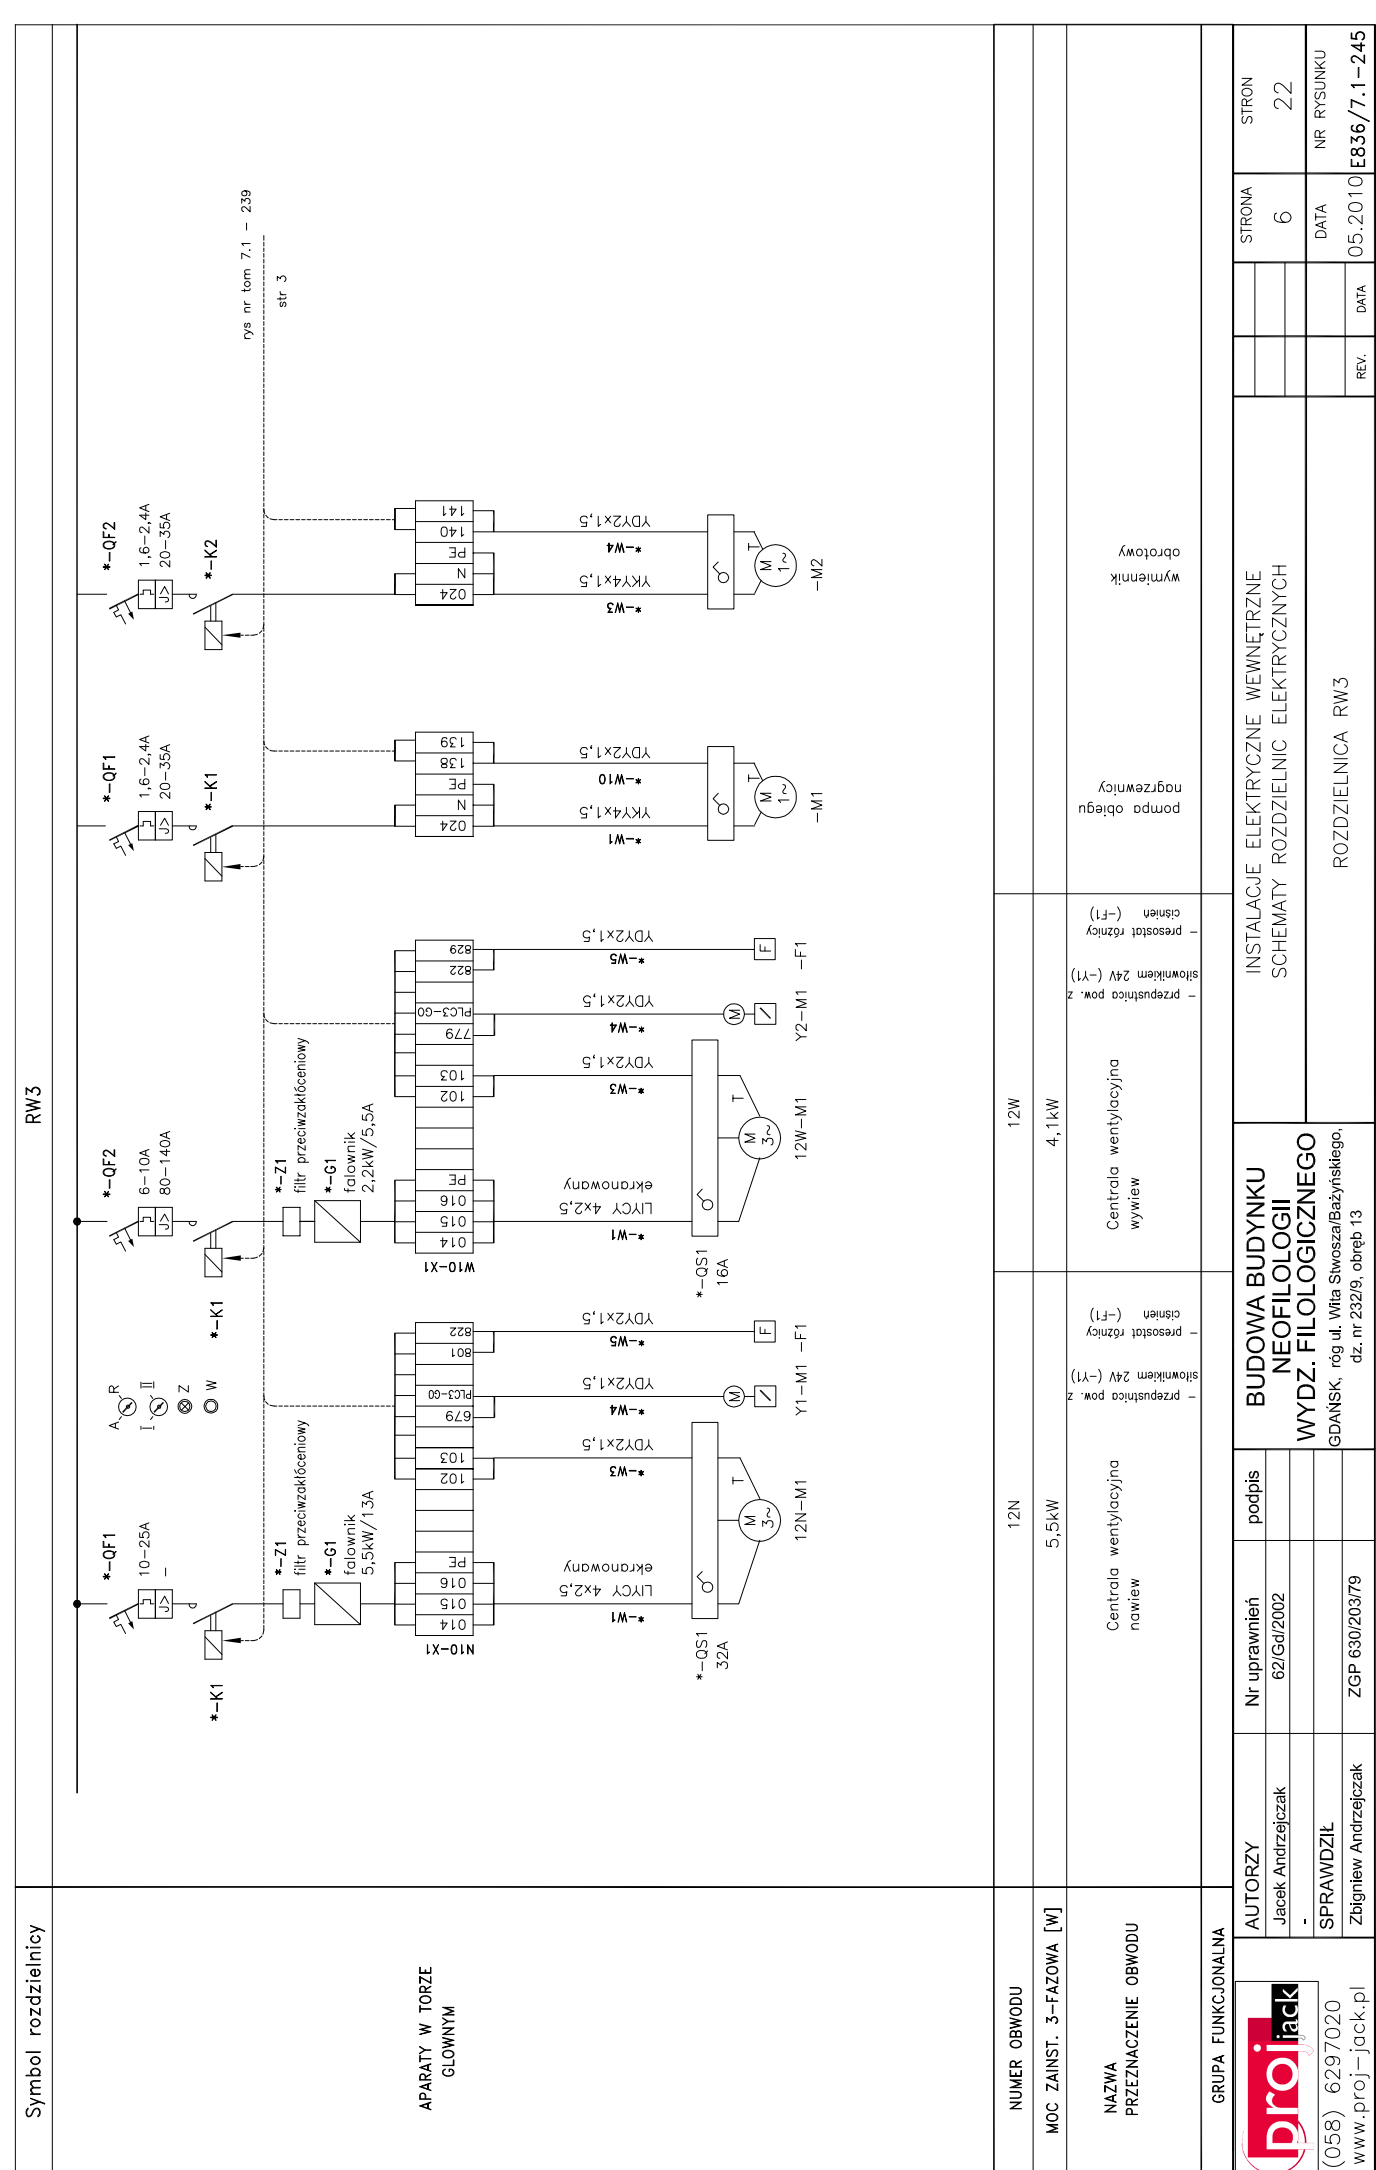 Symbol rozdzielnicy
RW3
APARATY W TORZE
GLOWNYM
*-QF1
10-25A
-
J>
*-K1
A
R
I
II
Z
W
*-Z1
filtr przeciwzakłóceniowy
*-G1
falownik
5,5kW/13A
N10-X1
014
015
016
PE
102
103
679
PLC3-G0
801
822
*-W1
LIYCY 4x2,5
ekranowany
*-W3
YDY2x1,5
*-W4
YDY2x1,5
*-W5
YDY2x1,5
*-QS1
32A
M
3~
T
12N-M1
M
Y1-M1
F
-F1
*-QF2
6-10A
80-140A
J>
*-K1
*-Z1
filtr przeciwzakłóceniowy
*-G1
falownik
2,2kW/5,5A
W10-X1
014
015
016
PE
102
103
779
PLC3-G0
822
829
*-W1
LIYCY 4x2,5
ekranowany
*-W3
YDY2x1,5
*-W4
YDY2x1,5
*-W5
YDY2x1,5
*-QS1
16A
M
3~
T
12W-M1
M
Y2-M1
F
-F1
*-QF1
1,6-2,4A
20-35A
J>
*-K1
024
N
PE
138
139
*-W1
YKY4x1,5
*-W10
YDY2x1,5
M
1~
T
-M1
*-QF2
1,6-2,4A
20-35A
J>
*-K2
024
N
PE
140
141
*-W3
YKY4x1,5
*-W4
YDY2x1,5
M
1~
T
-M2
rys nr tom 7.1 - 239
str 3
NUMER OBWODU
12N
12W
MOC ZAINST. 3-FAZOWA [W]
5,5kW
4,1kW
NAZWA
PRZEZNACZENIE OBWODU
Centrala wentylacyjna
nawiew
- przepustnica pow. z
siłownikiem 24V (-Y1)
- presostat różnicy
ciśnień (-F1)
Centrala wentylacyjna
wywiew
- przepustnica pow. z
siłownikiem 24V (-Y1)
- presostat różnicy
ciśnień (-F1)
pompa obiegu
nagrzewnicy
wymiennik
obrotowy
GRUPA FUNKCJONALNA
proj
jack
(058) 6297020
www.proj-jack.pl
AUTORZY
Nr uprawnień
podpis
Jacek Andrzejczak
62/Gd/2002
-
SPRAWDZIŁ
Zbigniew Andrzejczak
ZGP 630/203/79
BUDOWA BUDYNKU
NEOFILOLOGII
WYDZ. FILOLOGICZNEGO
GDAŃSK, róg ul. Wita Stwosza/Bażyńskiego,
dz. nr 232/9, obręb 13
INSTALACJE ELEKTRYCZNE WEWNĘTRZNE
SCHEMATY ROZDZIELNIC ELEKTRYCZNYCH
ROZDZIELNICA RW3
REV.
DATA
STRONA
6
STRON
22
DATA
05.2010
NR RYSUNKU
E836/7.1-245